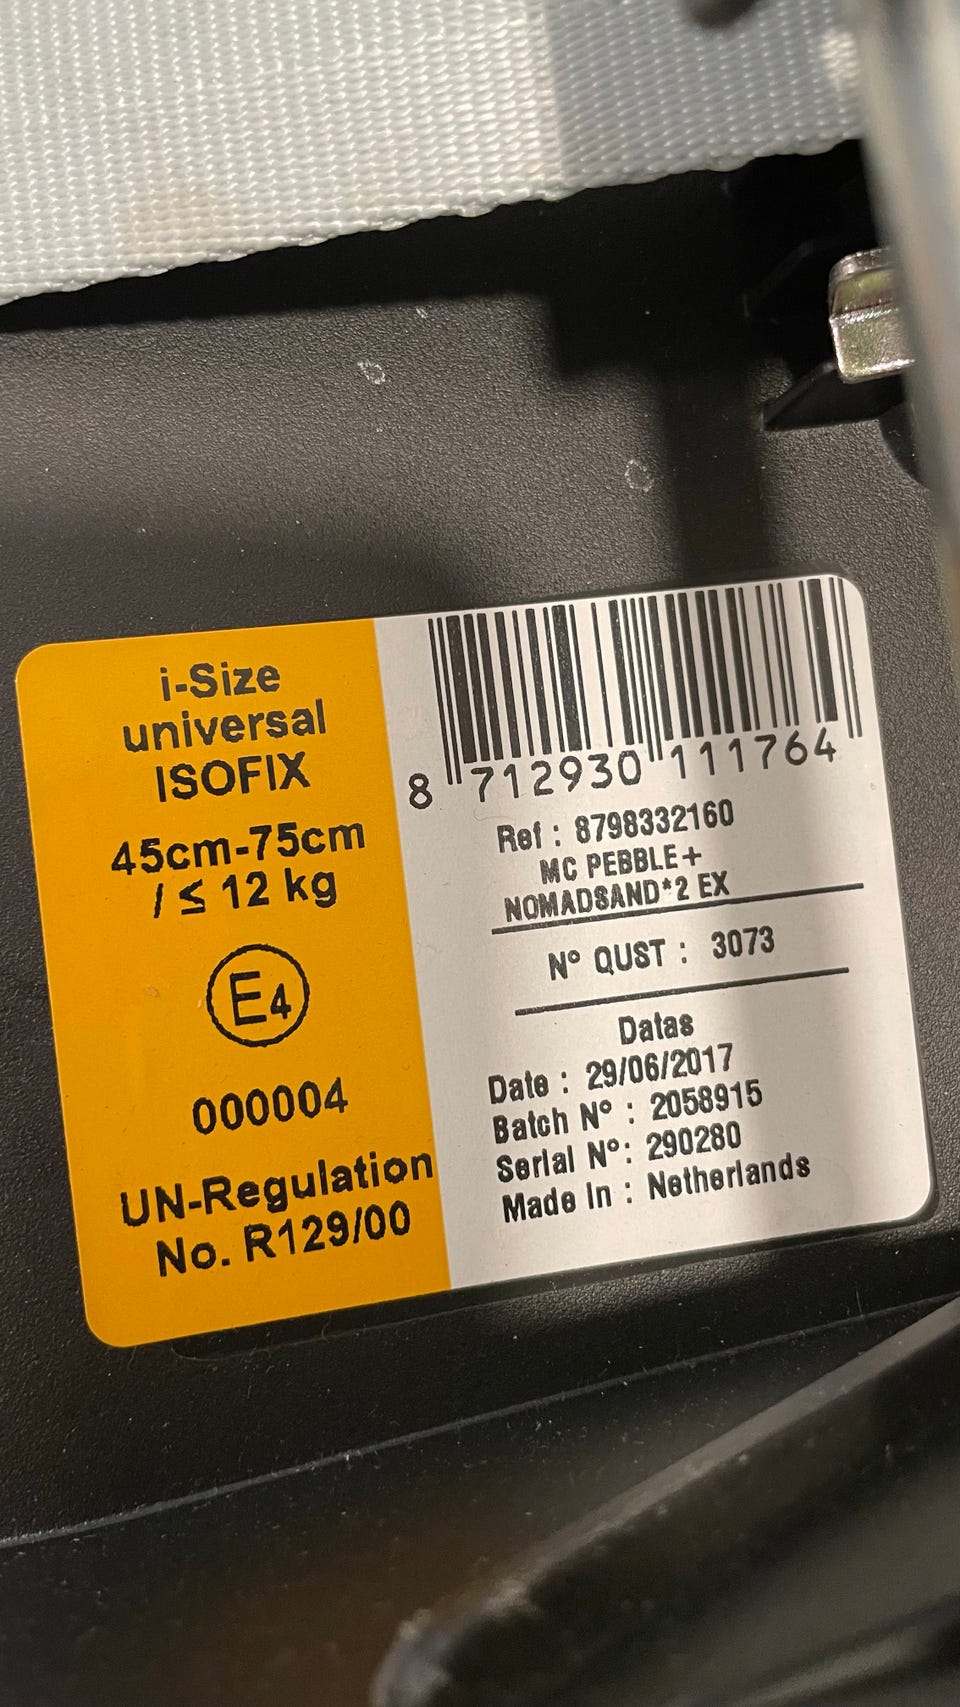 i-Size
universal
ISOFIX
45cm-75cm
/ ≤ 12 kg
E4
000004
UN-Regulation
No. R129/00
8 712930 111764
Ref : 8798332160
MC PEBBLE+
NOMADSAND*2 EX
N° QUST : 3073
Datas
Date : 29/06/2017
Batch N° : 2058915
Serial N° : 290280
Made In : Netherlands